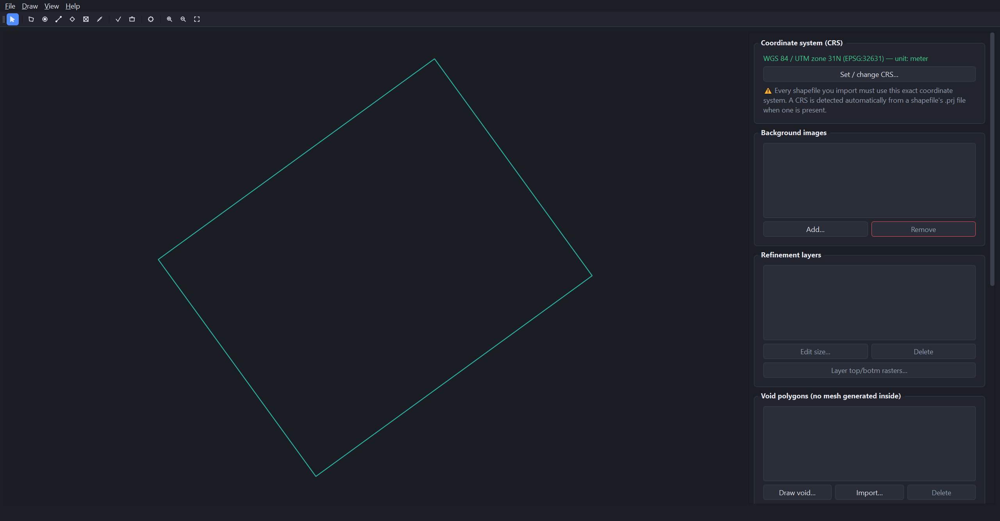 File Draw View Help
Coordinate system (CRS)
WGS 84 / UTM zone 31N (EPSG:32631) — unit: meter
Set / change CRS...
⚠ Every shapefile you import must use this exact coordinate
system. A CRS is detected automatically from a shapefile's .prj file
when one is present.
Background images
Add... Remove
Refinement layers
Edit size... Delete
Layer top/botm rasters...
Void polygons (no mesh generated inside)
Draw void... Import... Delete